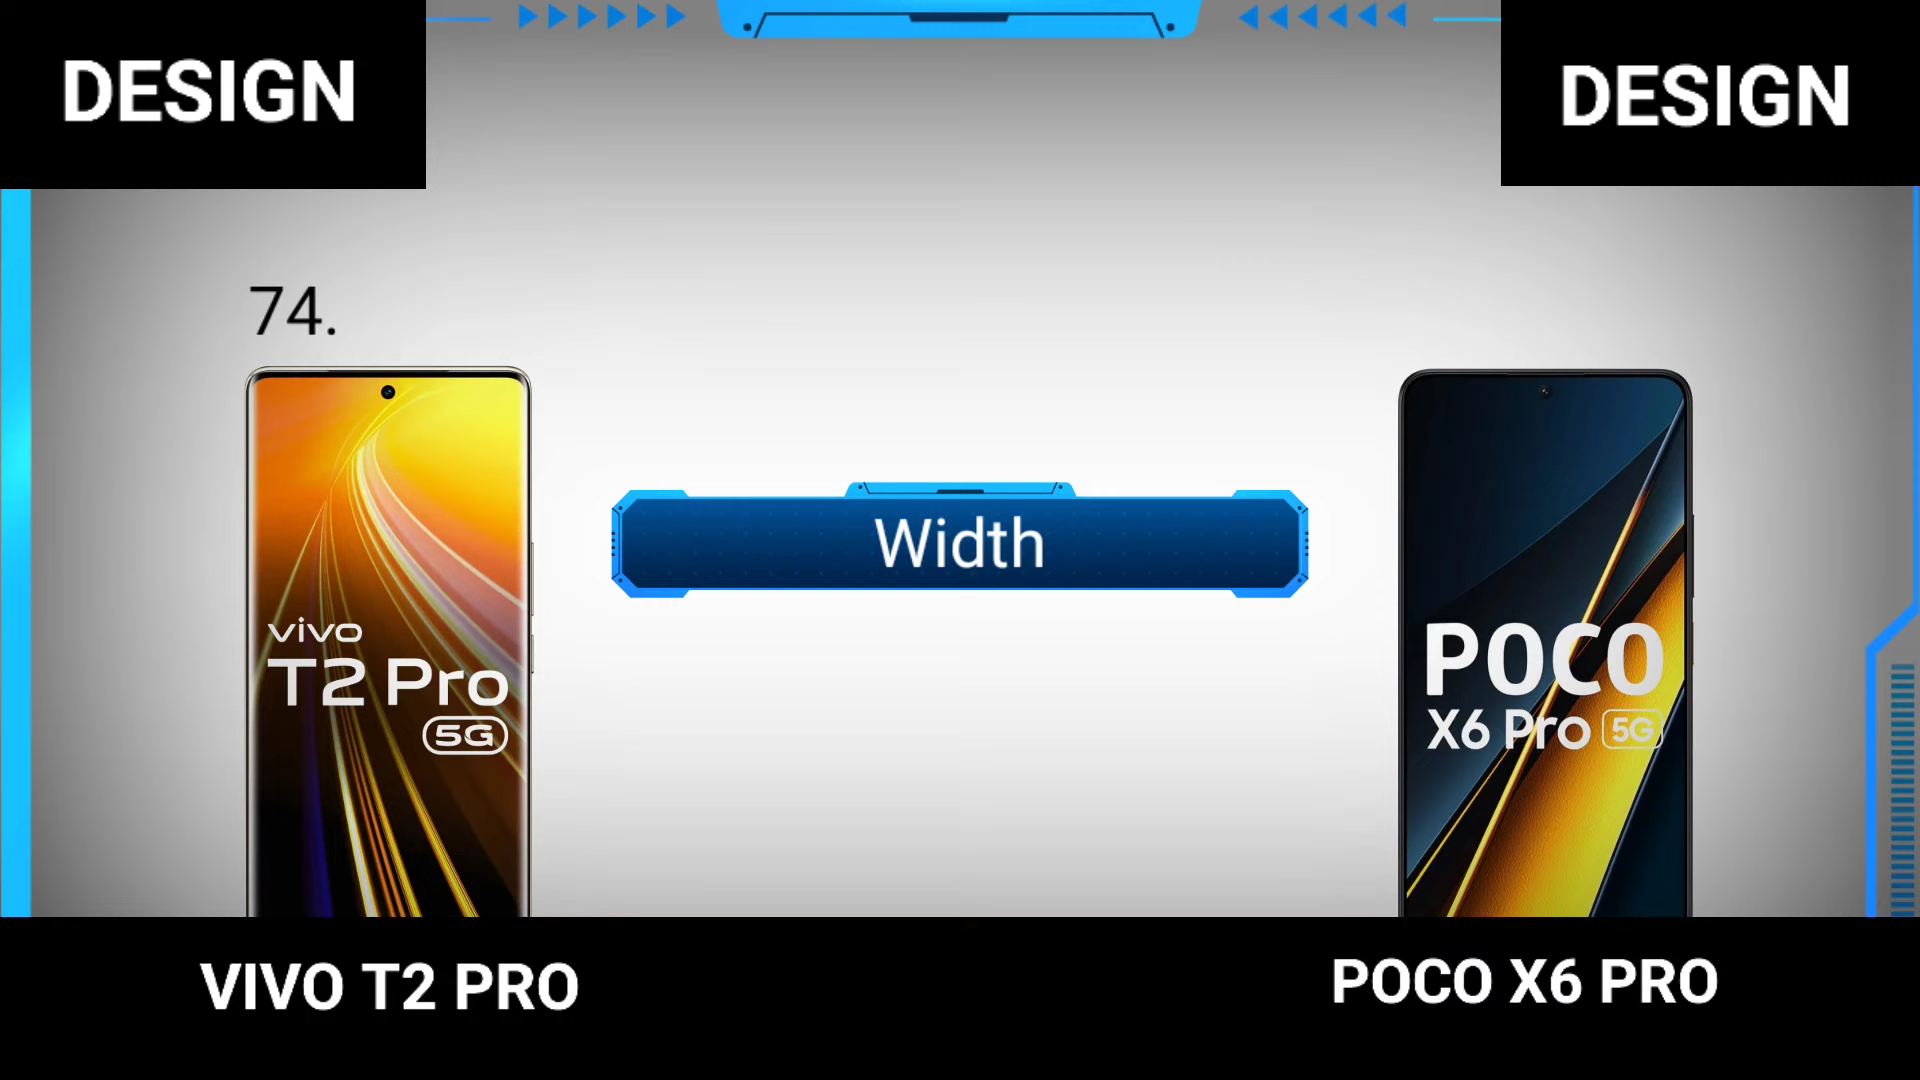 DESIGN
DESIGN
74.
Width
vivo
T2 Pro
5G
POCO
X6 Pro 5G
VIVO T2 PRO
POCO X6 PRO